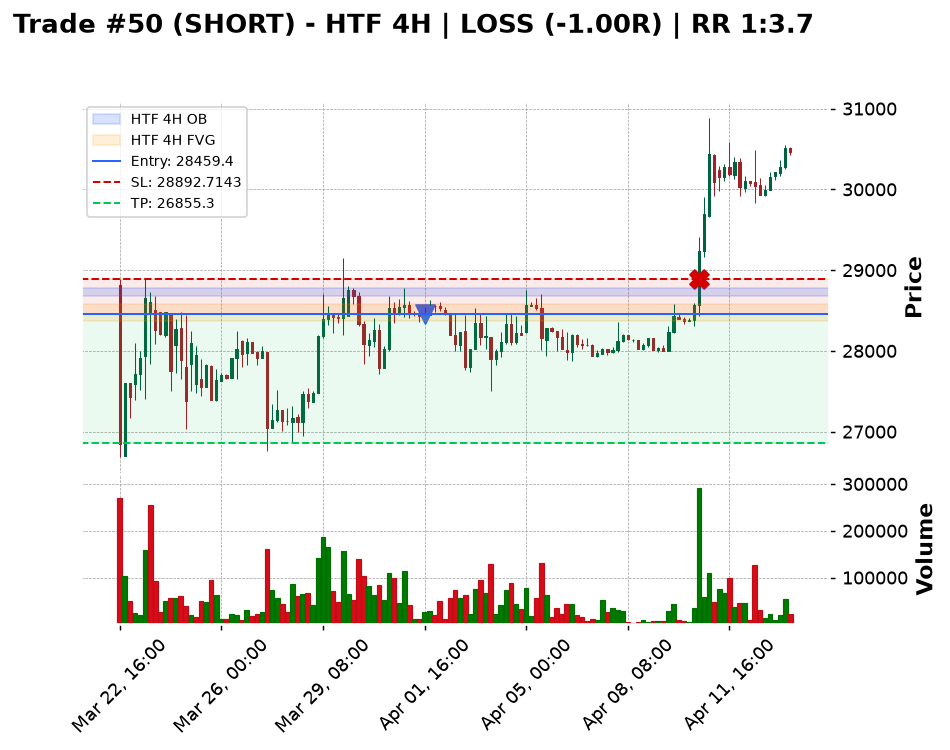 Trade #50 (SHORT) - HTF 4H | LOSS (-1.00R) | RR 1:3.7
HTF 4H OB
HTF 4H FVG
Entry: 28459.4
SL: 28892.7143
TP: 26855.3
31000
30000
29000
28000
27000
Price
300000
200000
100000
Volume
Mar 22, 16:00
Mar 26, 00:00
Mar 29, 08:00
Apr 01, 16:00
Apr 05, 00:00
Apr 08, 08:00
Apr 11, 16:00